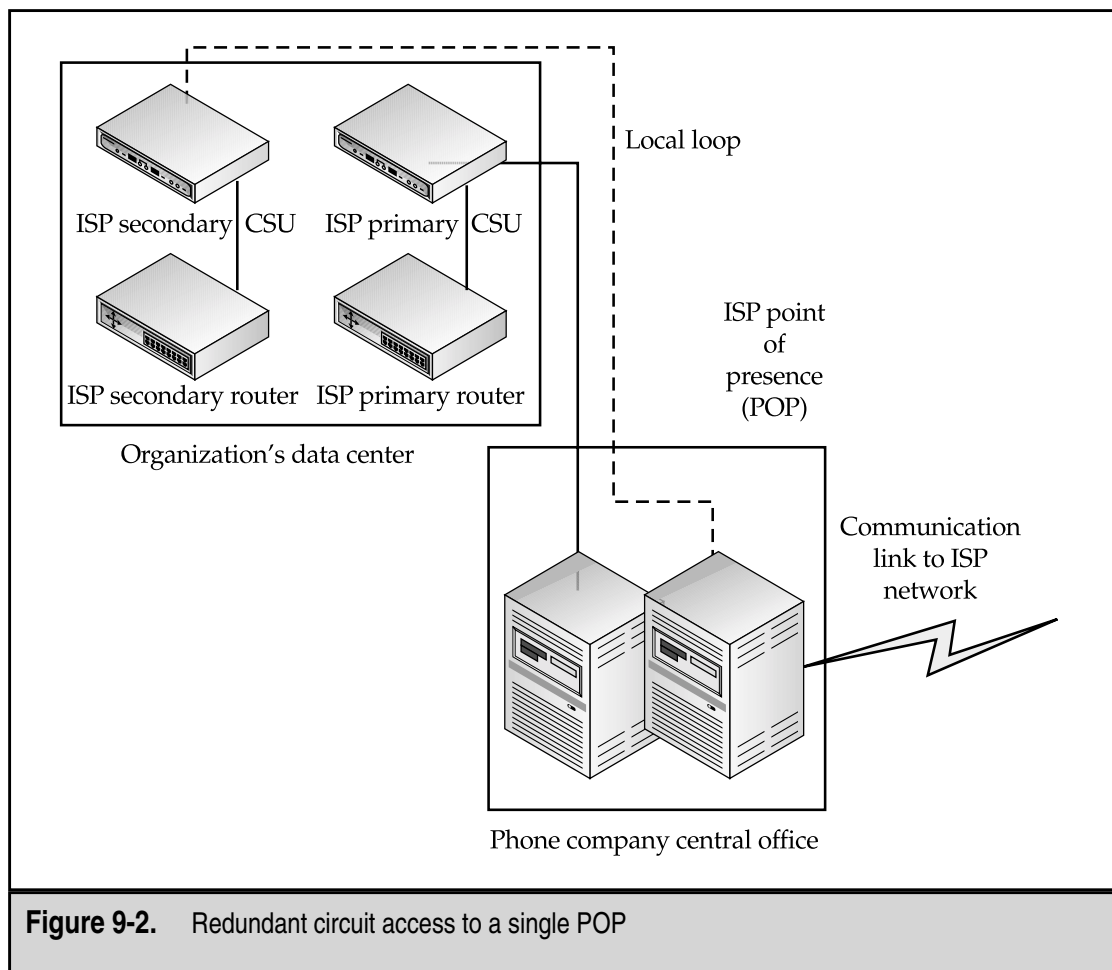 Local loop
ISP secondary CSU
ISP primary CSU
ISP secondary router
ISP primary router
Organization's data center
ISP point
of
presence
(POP)
Communication
link to ISP
network
Phone company central office
Figure 9-2. Redundant circuit access to a single POP